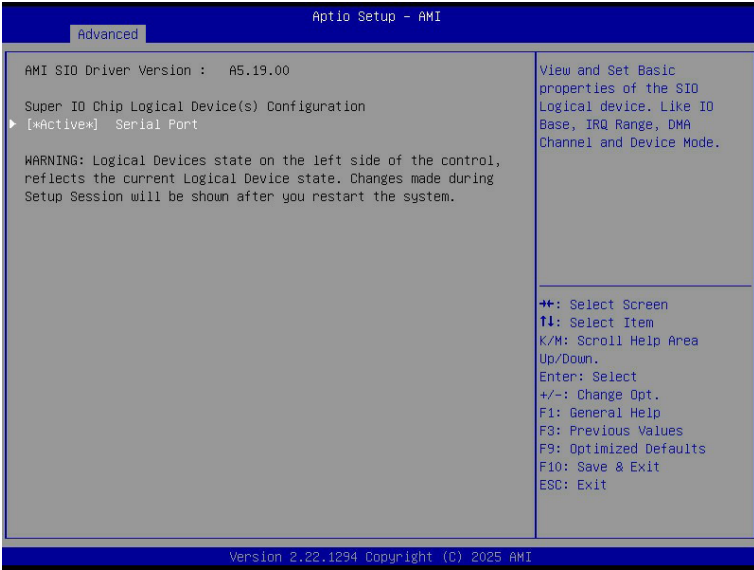 Aptio Setup – AMI
Advanced
AMI SIO Driver Version : A5.19.00
Super IO Chip Logical Device(s) Configuration
[*Active*] Serial Port
WARNING: Logical Devices state on the left side of the control,
reflects the current Logical Device state. Changes made during
Setup Session will be shown after you restart the system.
View and Set Basic
properties of the SIO
Logical device. Like IO
Base, IRQ Range, DMA
Channel and Device Mode.
→←: Select Screen
↑↓: Select Item
K/M: Scroll Help Area
Up/Down.
Enter: Select
+/-: Change Opt.
F1: General Help
F3: Previous Values
F9: Optimized Defaults
F10: Save & Exit
ESC: Exit
Version 2.22.1294 Copyright (C) 2025 AMI